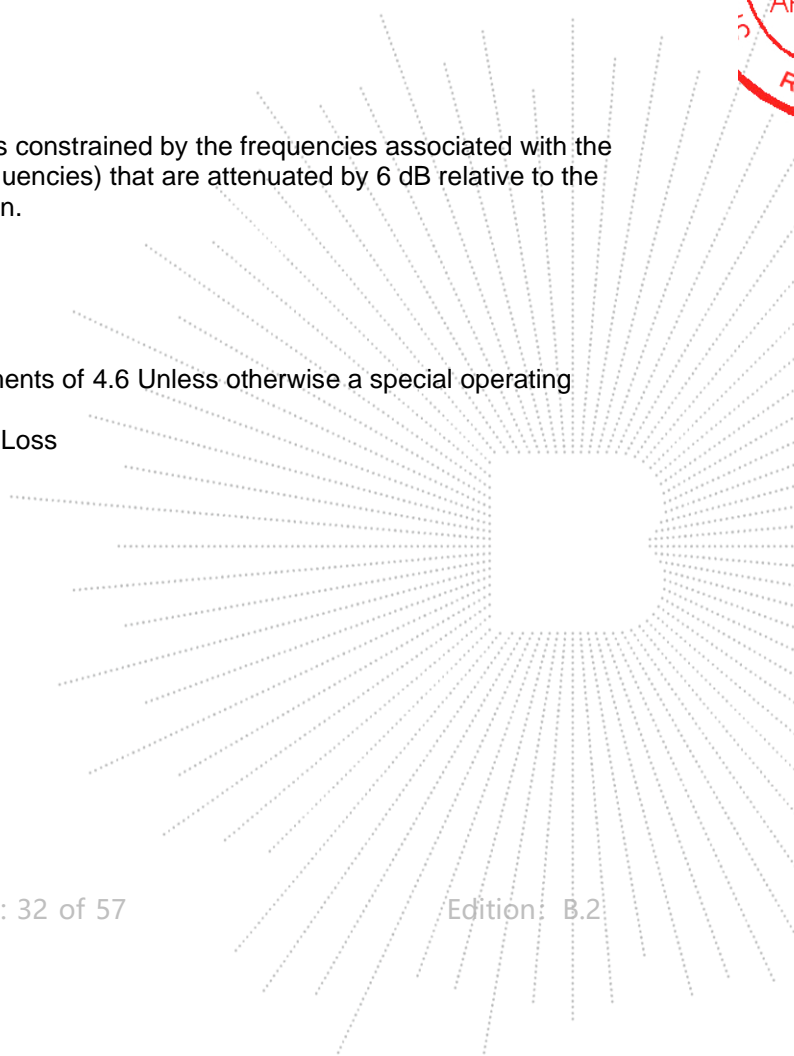 s constrained by the frequencies associated with the
quencies) that are attenuated by 6 dB relative to the
n.
nents of 4.6 Unless otherwise a special operating
Loss
: 32 of 57 Edition: B.2